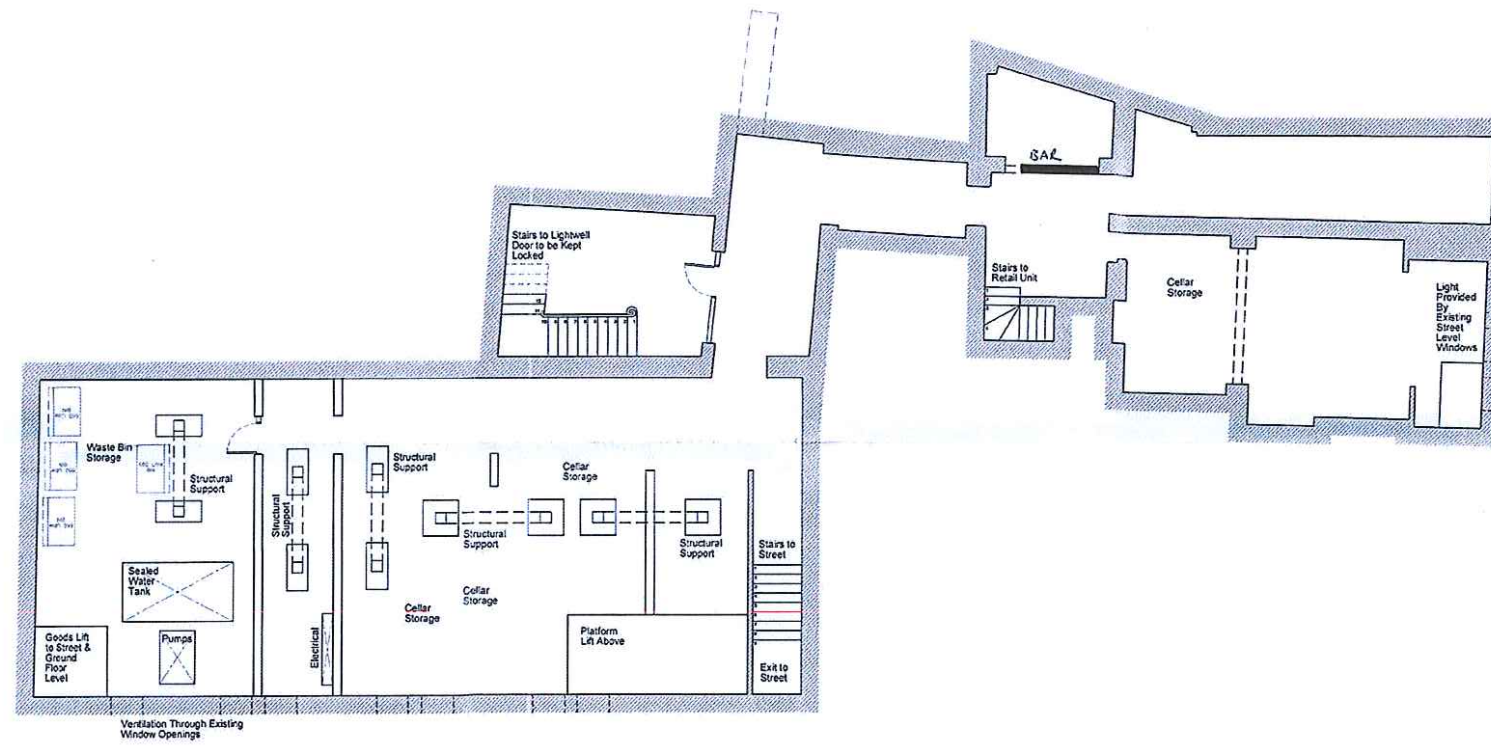 BAR
Stairs to Lightwell
Door to be Kept
Locked
Stairs to
Retail Unit
Cellar
Storage
Light
Provided
By
Existing
Street
Level
Windows
Waste Bin
Storage
Structural
Support
Structural
Support
Structural
Support
Cellar
Storage
Structural
Support
Structural
Support
Stairs to
Street
Sealed
Water
Tank
Cellar
Storage
Cellar
Storage
Goods Lift
to Street &
Ground
Floor
Level
Pumps
Electrical
Platform
Lift Above
Exit to
Street
Ventilation Through Existing
Window Openings